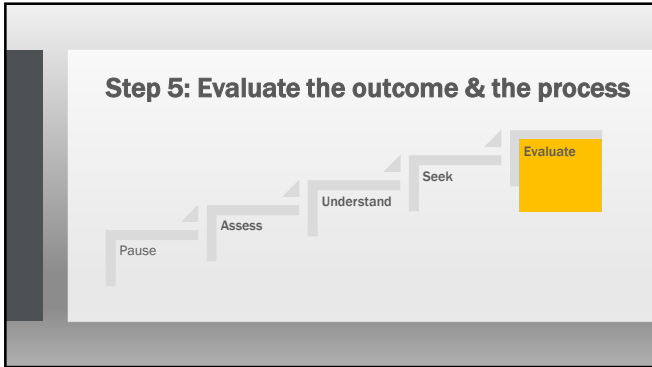 Step 5: Evaluate the outcome & the process
Pause
Assess
Understand
Seek
Evaluate